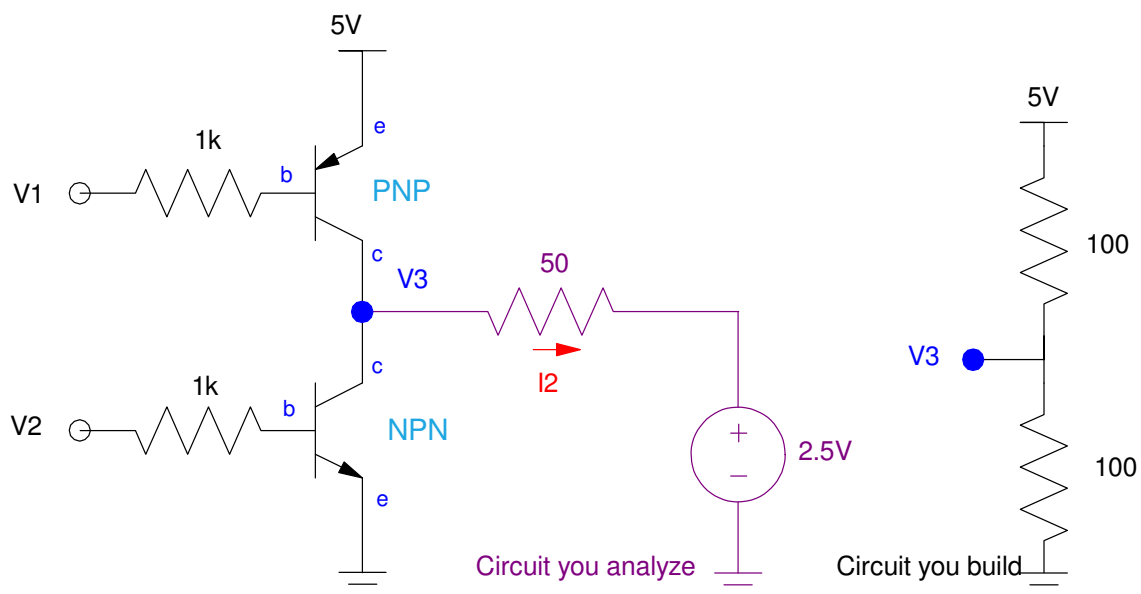 5V
1k
e
b
V1
PNP
c
V3
50
I2
1k
c
b
V2
NPN
e
+
−
2.5V
Circuit you analyze
5V
100
V3
100
Circuit you build